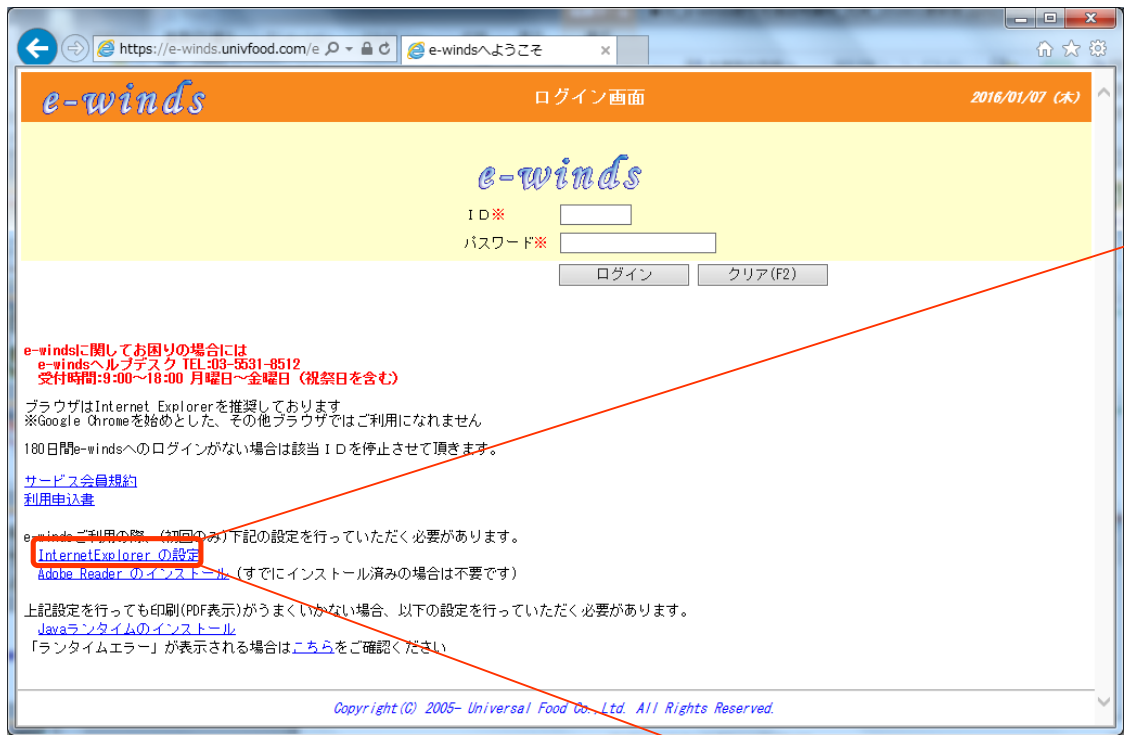 https://e-winds.univfood.com/e
e-windsへようこそ
e-winds
ログイン画面
2016/01/07 (木)
e-winds
ＩＤ※
パスワード※
ログイン
クリア(F2)
e-windsに関してお困りの場合には
e-windsヘルプデスク TEL:03-5531-8512
受付時間:9:00～18:00 月曜日～金曜日（祝祭日を含む）
ブラウザはInternet Explorerを推奨しております
※Google Chromeを始めとした、その他ブラウザではご利用になれません
180日間e-windsへのログインがない場合は該当ＩＤを停止させて頂きます。
サービス会員規約
利用申込書
e-windsご利用の際、(初回のみ)下記の設定を行っていただく必要があります。
InternetExplorer の設定
Adobe Reader のインストール (すでにインストール済みの場合は不要です)
上記設定を行っても印刷(PDF表示)がうまくいかない場合、以下の設定を行っていただく必要があります。
Javaランタイムのインストール
「ランタイムエラー」が表示される場合はこちらをご確認ください
Copyright(C) 2005- Universal Food Co.,Ltd. All Rights Reserved.